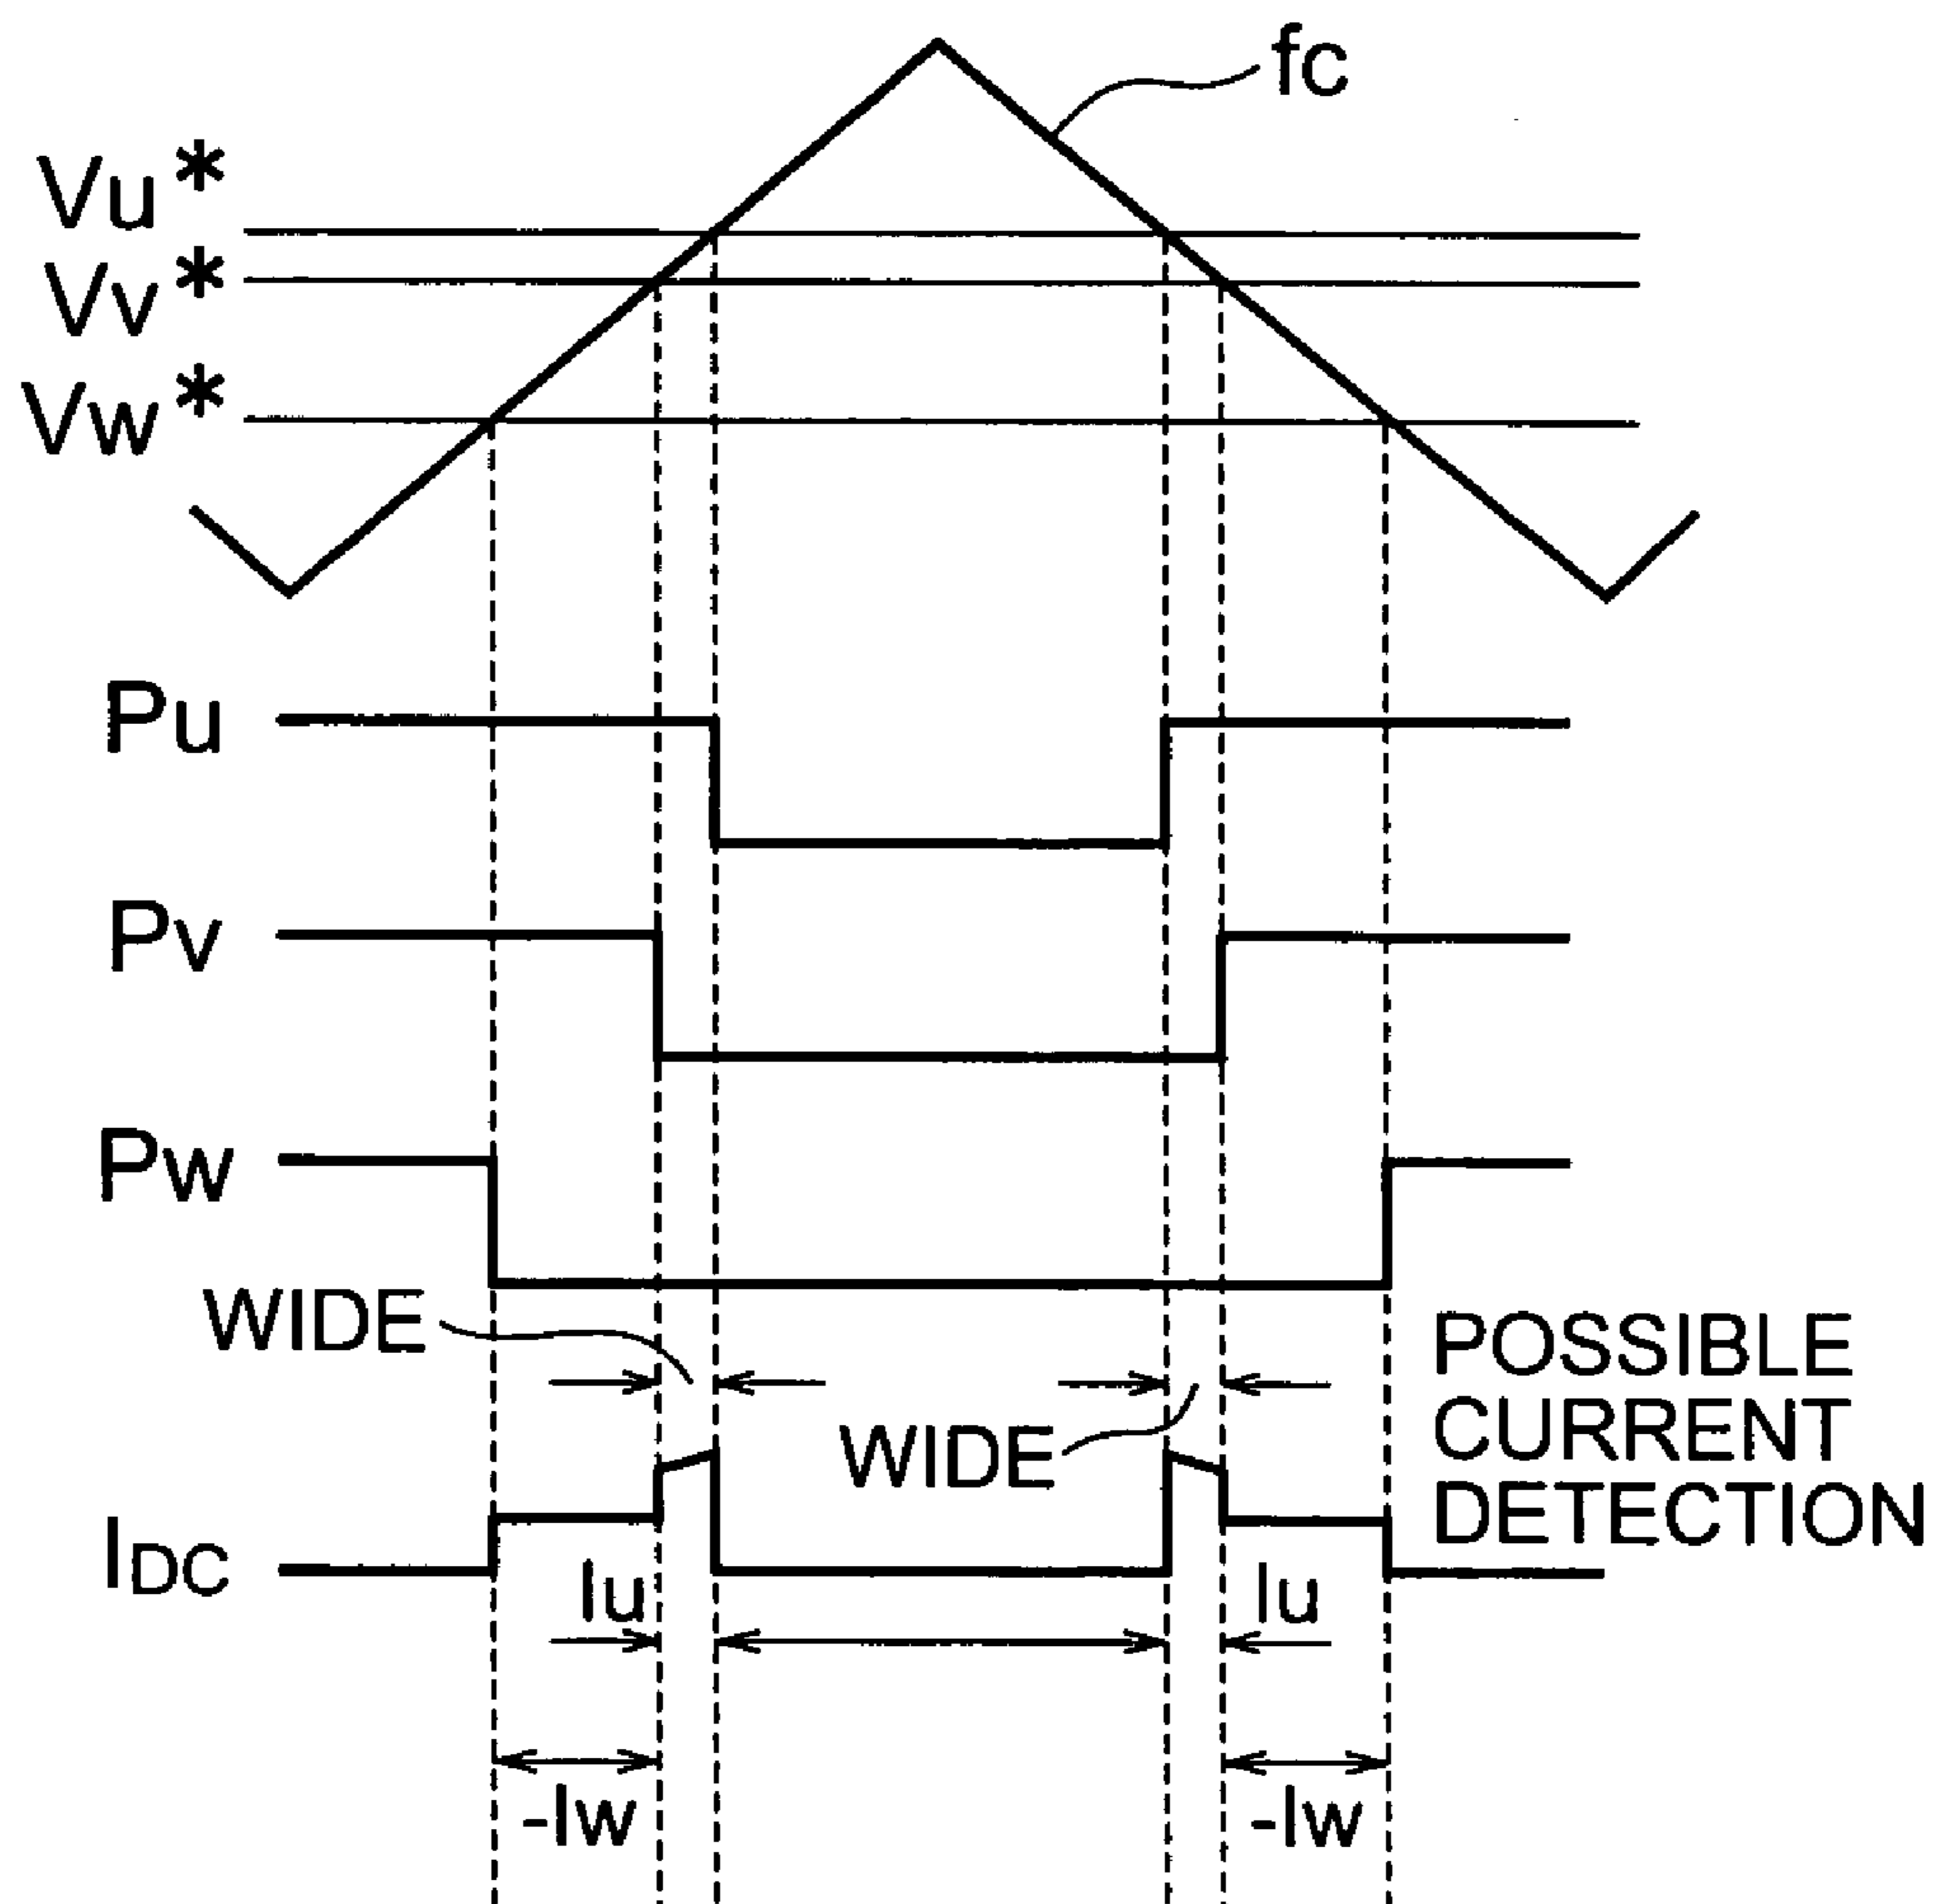 fc
Vu*
Vv*
Vw*
Pu
Pv
Pw
WIDE
POSSIBLE
CURRENT
DETECTION
WIDE
IDC
Iu
Iu
-Iw
-Iw